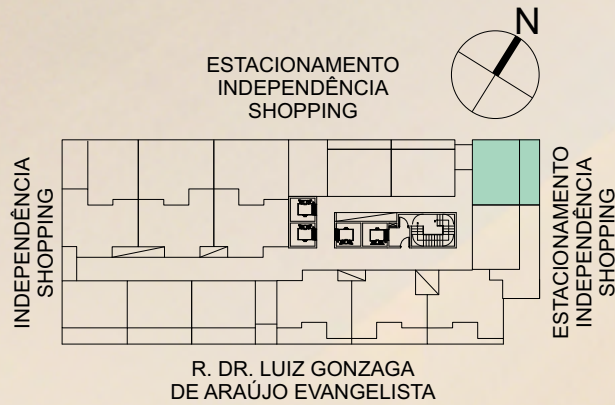 N
ESTACIONAMENTO
INDEPENDÊNCIA
SHOPPING
INDEPENDÊNCIA
SHOPPING
ESTACIONAMENTO
INDEPENDÊNCIA
SHOPPING
R. DR. LUIZ GONZAGA
DE ARAÚJO EVANGELISTA